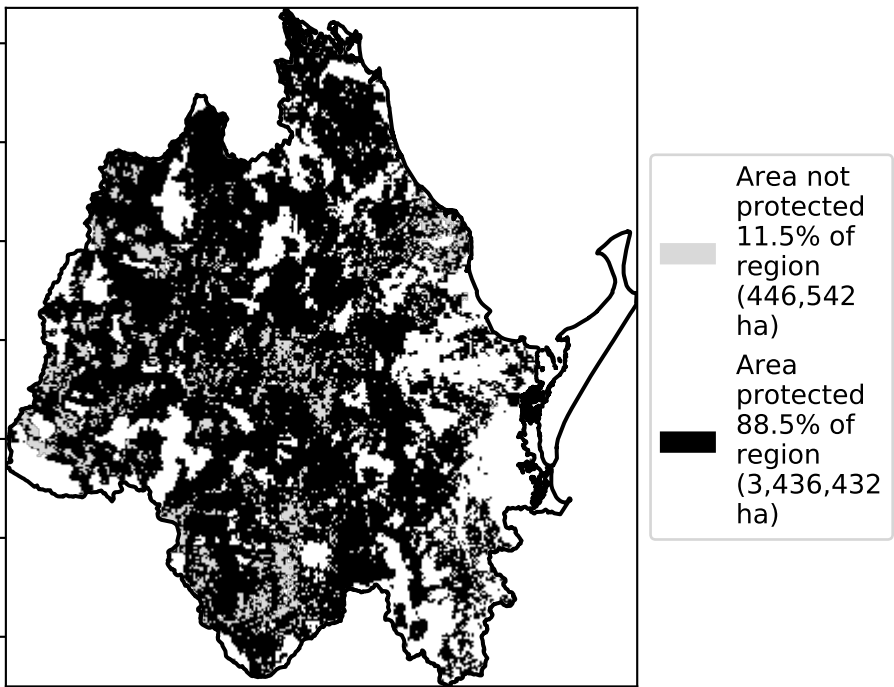 Area not
protected
11.5% of
region
(446,542
ha)
Area
protected
88.5% of
region
(3,436,432
ha)